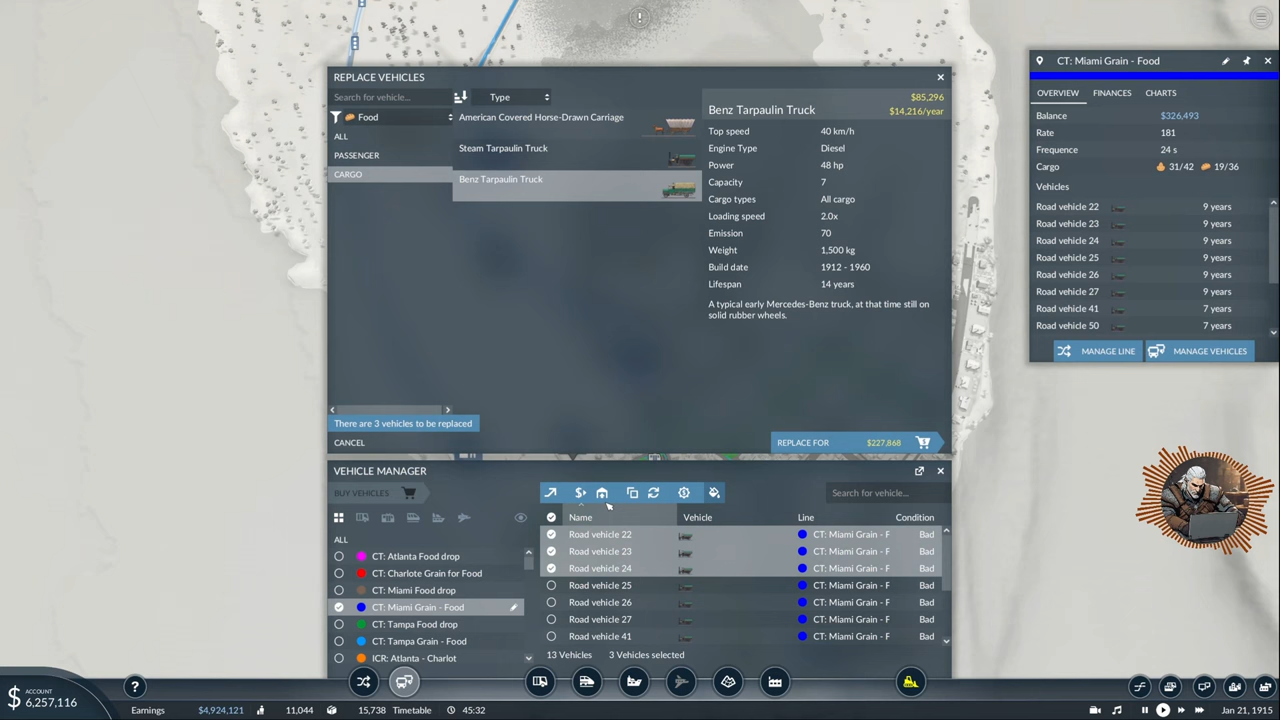 REPLACE VEHICLES
Search for vehicle...
Type
Food
ALL
PASSENGER
CARGO
American Covered Horse-Drawn Carriage
Steam Tarpaulin Truck
Benz Tarpaulin Truck
$85,296
Benz Tarpaulin Truck
$14,216/year
Top speed 40 km/h
Engine Type Diesel
Power 48 hp
Capacity 7
Cargo types All cargo
Loading speed 2.0x
Emission 70
Weight 1,500 kg
Build date 1912 - 1960
Lifespan 14 years
A typical early Mercedes-Benz truck, at that time still on
solid rubber wheels.
There are 3 vehicles to be replaced
CANCEL
REPLACE FOR $227,868
CT: Miami Grain - Food
OVERVIEW FINANCES CHARTS
Balance $326,493
Rate 181
Frequence 24 s
Cargo 31/42 19/36
Vehicles
Road vehicle 22 9 years
Road vehicle 23 9 years
Road vehicle 24 9 years
Road vehicle 25 9 years
Road vehicle 26 9 years
Road vehicle 27 9 years
Road vehicle 41 7 years
Road vehicle 50 7 years
MANAGE LINE MANAGE VEHICLES
VEHICLE MANAGER
BUY VEHICLES
Search for vehicle...
ALL
CT: Atlanta Food drop
CT: Charlote Grain for Food
CT: Miami Food drop
CT: Miami Grain - Food
CT: Tampa Food drop
CT: Tampa Grain - Food
ICR: Atlanta - Charlot
Name Vehicle Line Condition
Road vehicle 22 CT: Miami Grain - F Bad
Road vehicle 23 CT: Miami Grain - F Bad
Road vehicle 24 CT: Miami Grain - F Bad
Road vehicle 25 CT: Miami Grain - F Bad
Road vehicle 26 CT: Miami Grain - F Bad
Road vehicle 27 CT: Miami Grain - F Bad
Road vehicle 41 CT: Miami Grain - F Bad
13 Vehicles 3 Vehicles selected
$ ACCOUNT
6,257,116
?
Earnings $4,924,121 11,044 15,738 Timetable 45:32
Jan 21, 1915